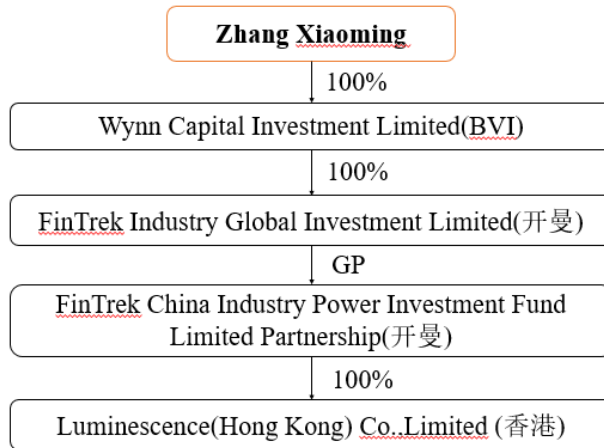 Zhang Xiaoming
100%
Wynn Capital Investment Limited(BVI)
100%
FinTrek Industry Global Investment Limited(开曼)
GP
FinTrek China Industry Power Investment Fund
Limited Partnership(开曼)
100%
Luminescence(Hong Kong) Co.,Limited (香港)